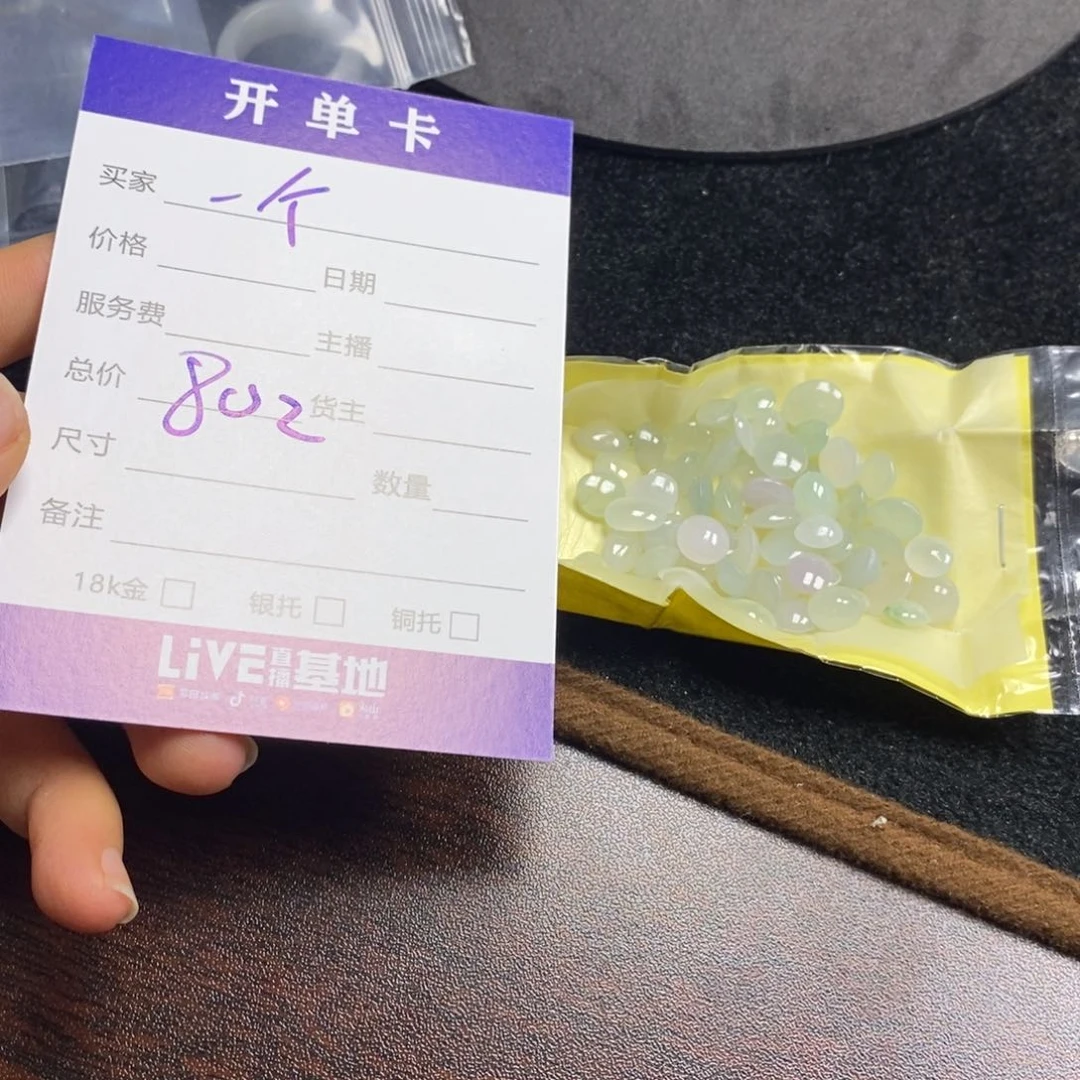 开单卡
买家 一个
价格 日期
服务费 主播
总价 802 货主
尺寸 数量
备注
18k金 银托 铜托
LiVE直播基地